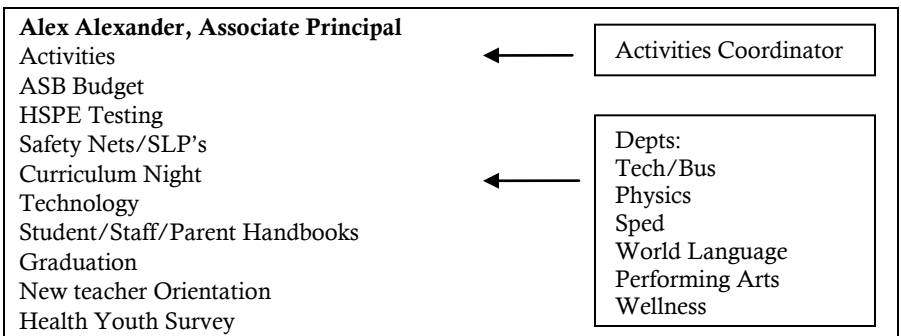 Alex Alexander, Associate Principal
Activities
ASB Budget
HSPE Testing
Safety Nets/SLP's
Curriculum Night
Technology
Student/Staff/Parent Handbooks
Graduation
New teacher Orientation
Health Youth Survey
Activities Coordinator
Depts:
Tech/Bus
Physics
Sped
World Language
Performing Arts
Wellness